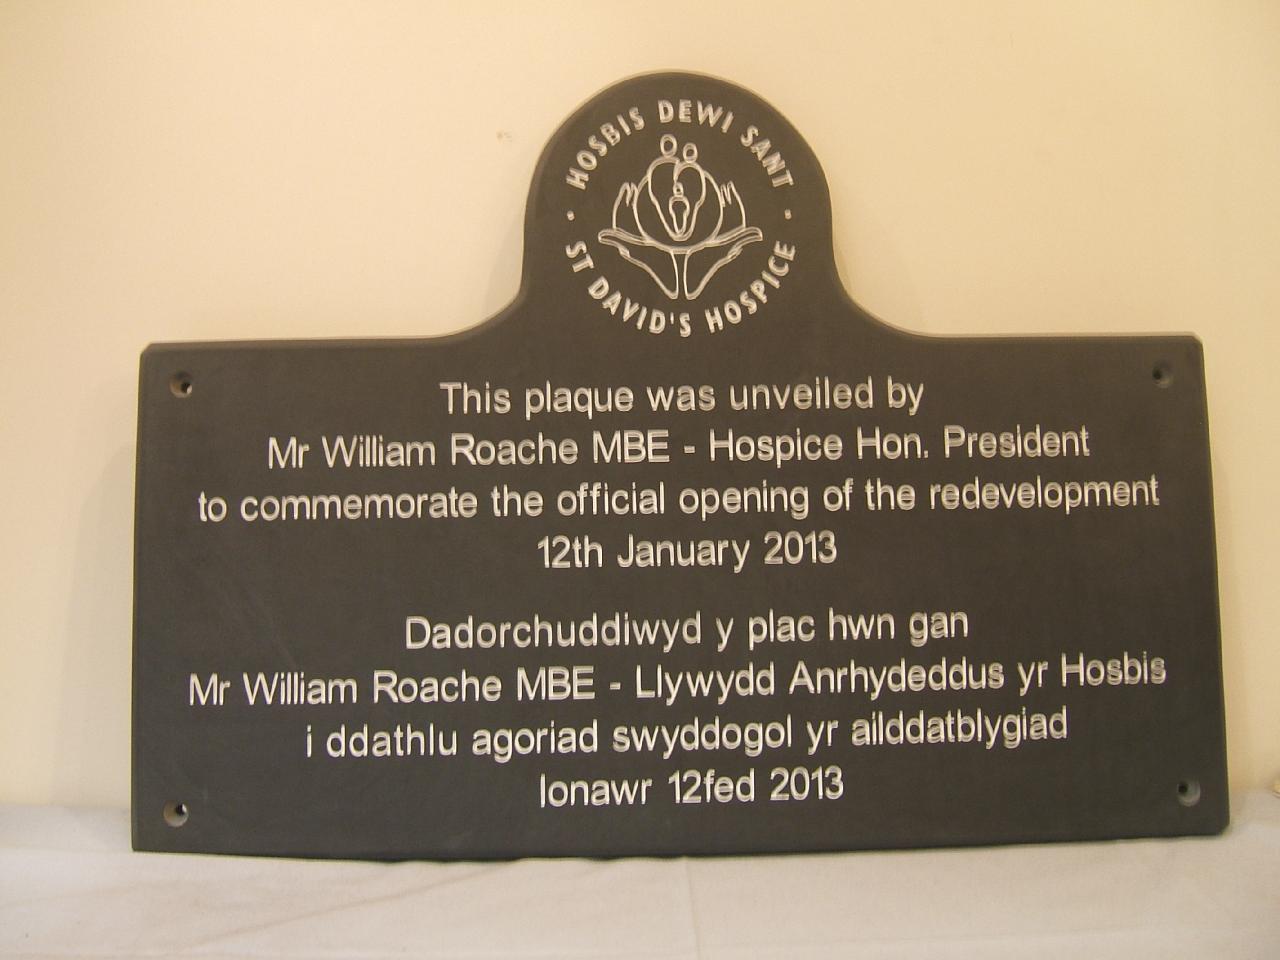 HOSBIS DEWI SANT
ST DAVID'S HOSPICE
This plaque was unveiled by
Mr William Roache MBE - Hospice Hon. President
to commemorate the official opening of the redevelopment
12th January 2013
Dadorchuddiwyd y plac hwn gan
Mr William Roache MBE - Llywydd Anrhydeddus yr Hosbis
i ddathlu agoriad swyddogol yr ailddatblygiad
Ionawr 12fed 2013